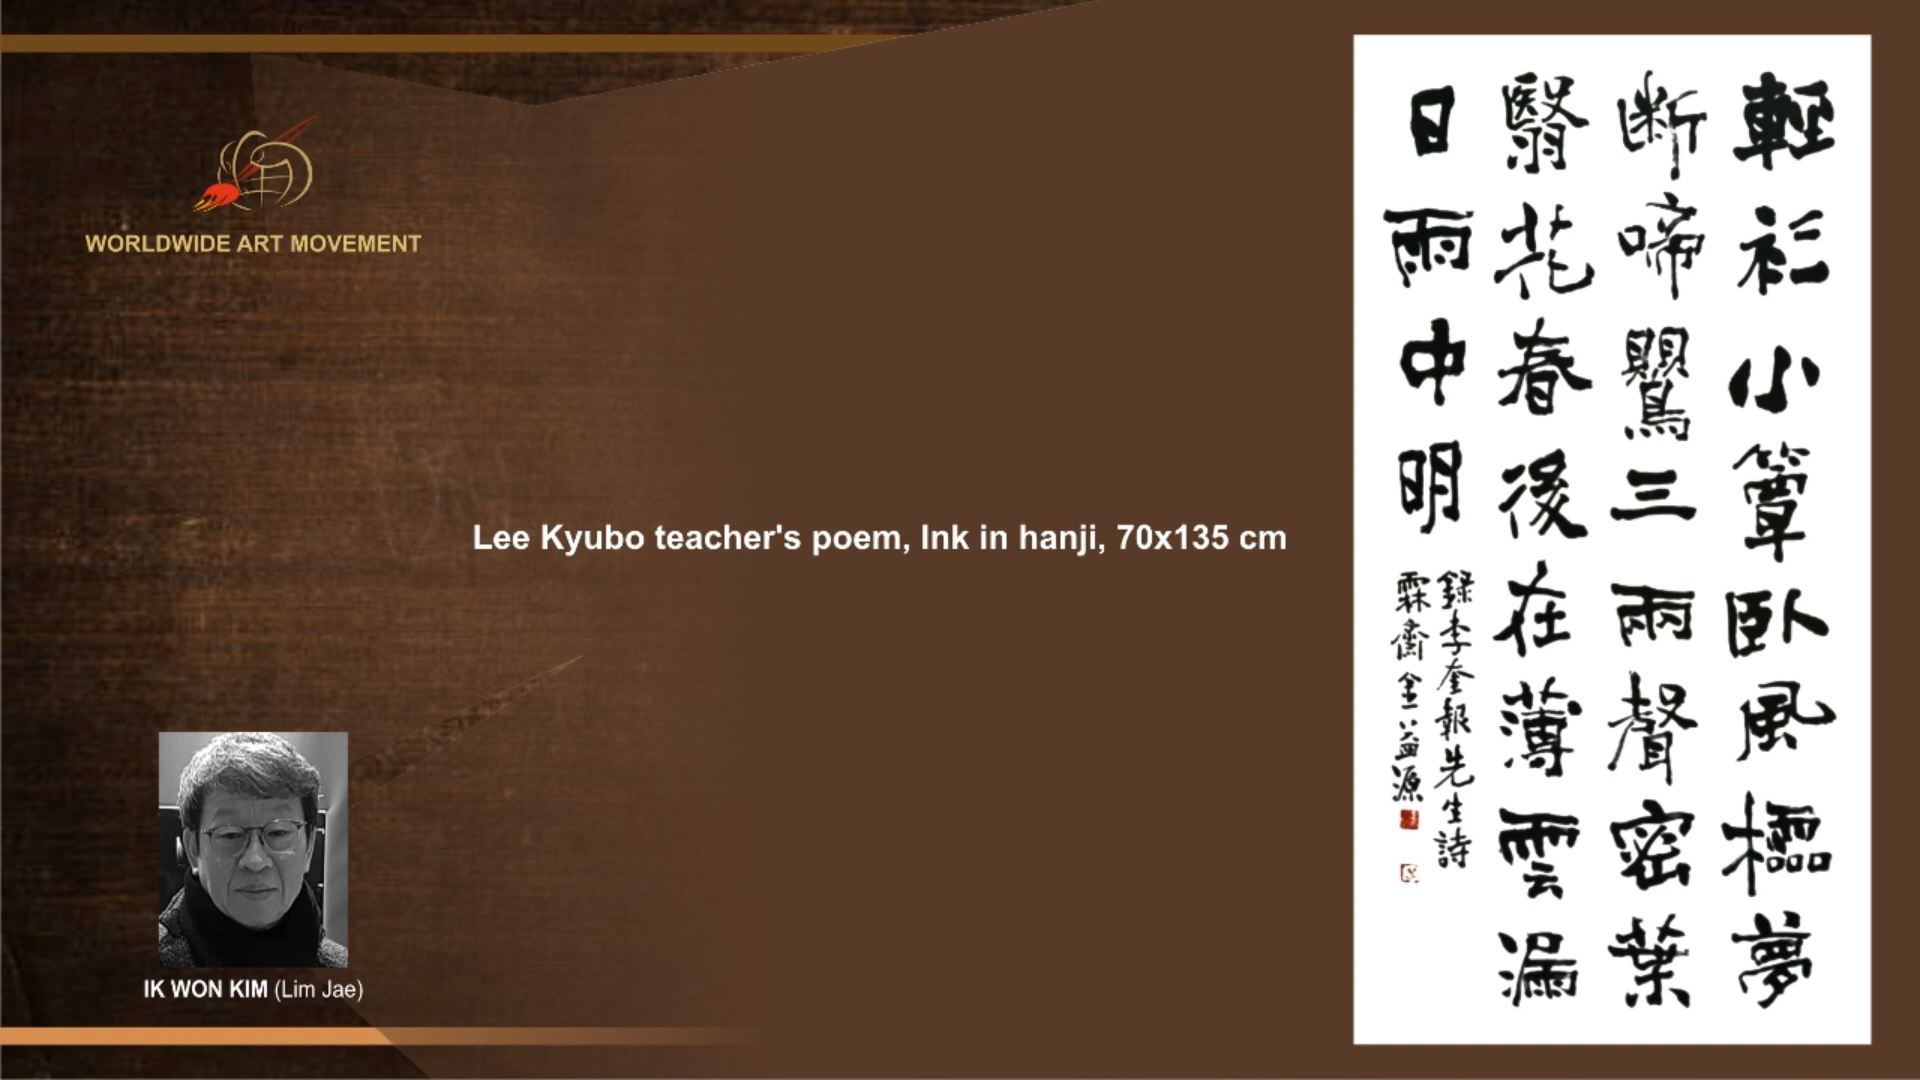 WORLDWIDE ART MOVEMENT
Lee Kyubo teacher's poem, Ink in hanji, 70x135 cm
IK WON KIM (Lim Jae)
輕衫小簟臥風櫺夢
斷啼鸎三兩聲密葉
翳花春後在薄雲漏
日雨中明
錄李奎報先生詩
霖齋金益源